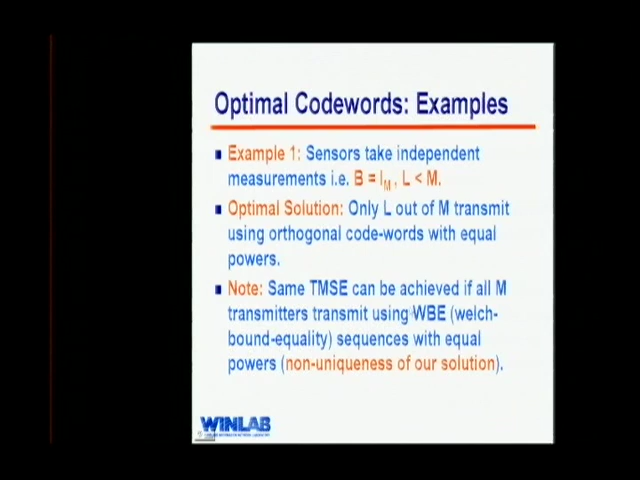 Optimal Codewords: Examples
Example 1: Sensors take independent
measurements i.e. B = I_M , L < M.
Optimal Solution: Only L out of M transmit
using orthogonal code-words with equal
powers.
Note: Same TMSE can be achieved if all M
transmitters transmit using WBE (welch-
bound-equality) sequences with equal
powers (non-uniqueness of our solution).
WINLAB